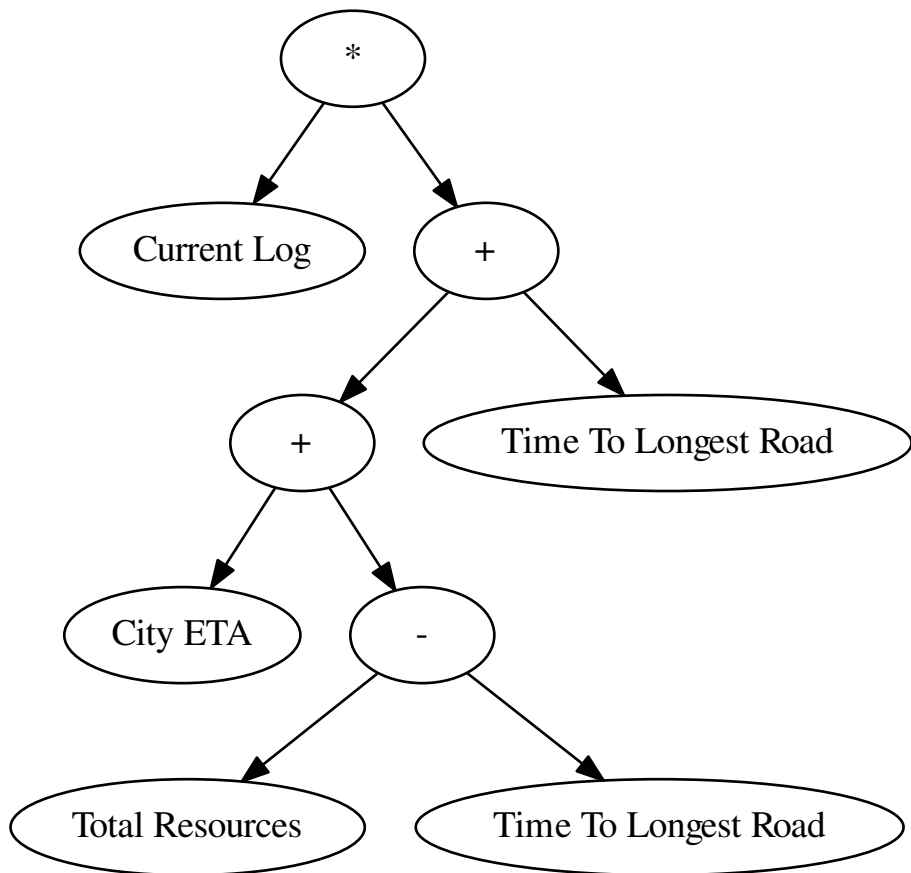 *
Current Log
+
+
Time To Longest Road
City ETA
-
Total Resources
Time To Longest Road